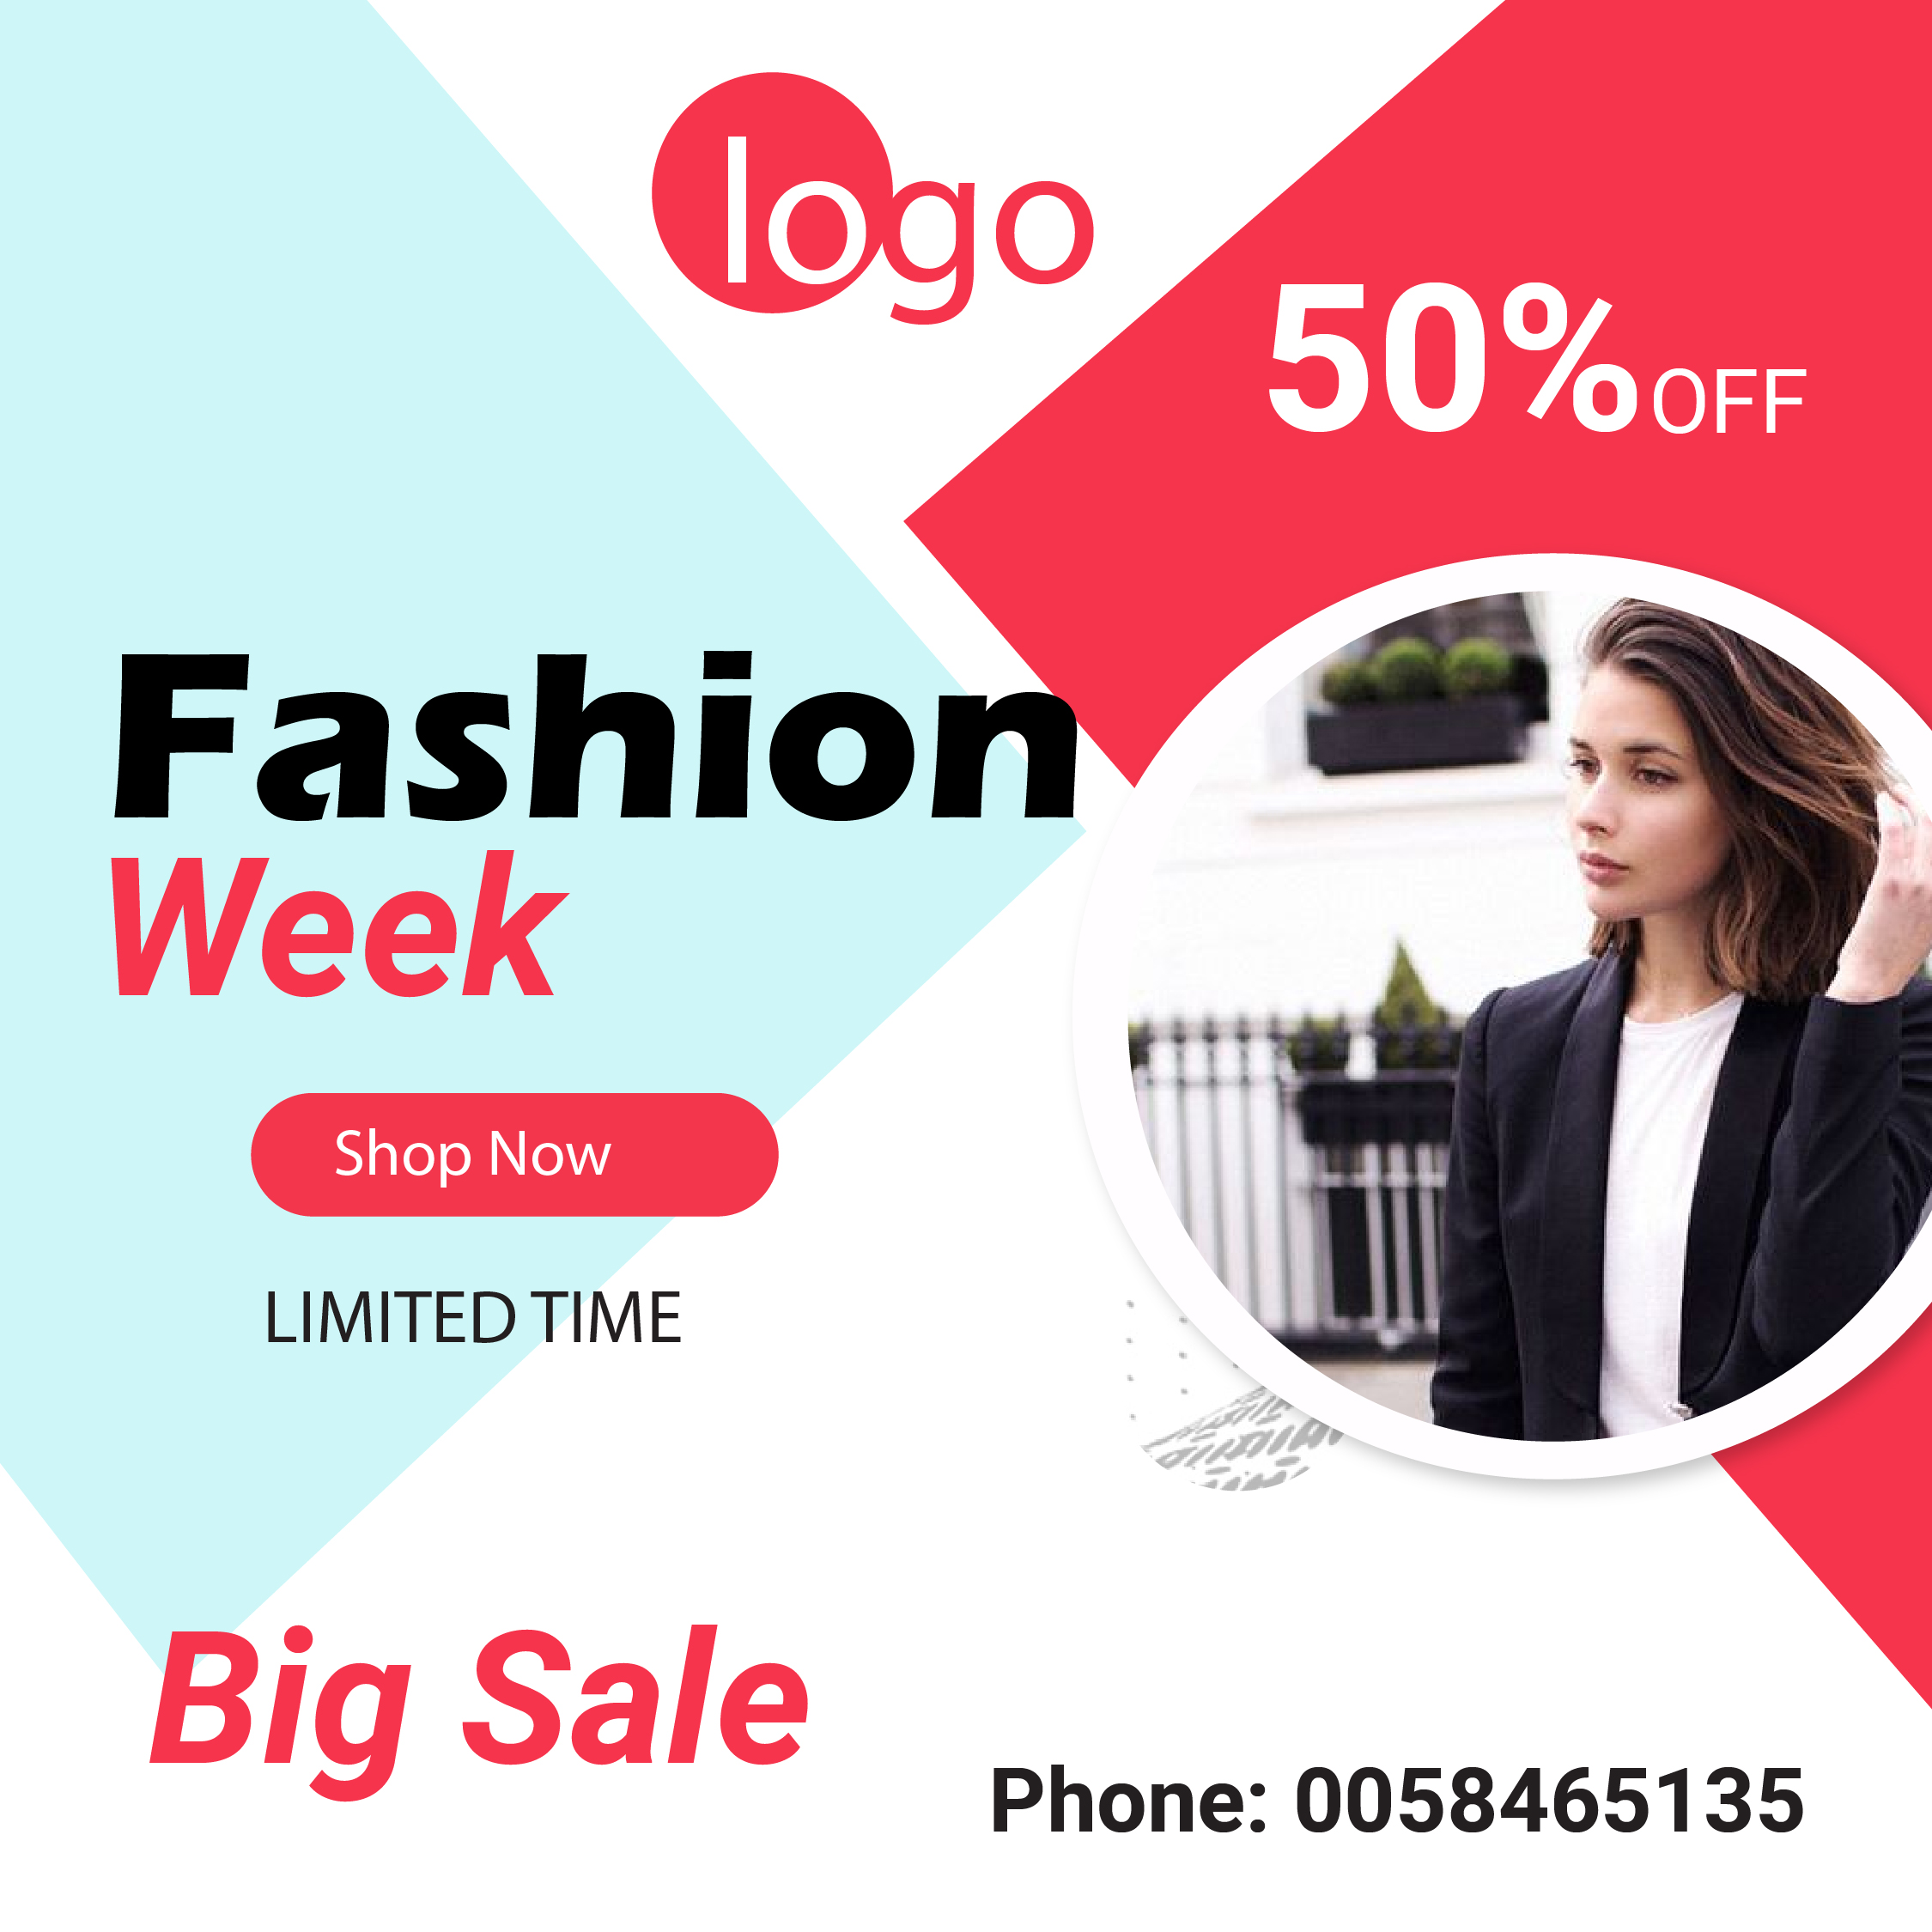 logo
50% OFF
Fashion
Week
Shop Now
LIMITED TIME
Big Sale
Phone: 0058465135